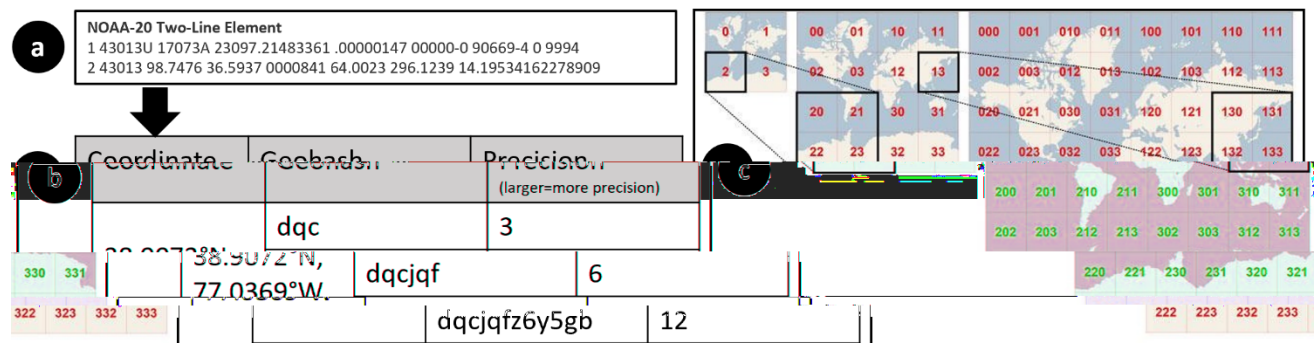 a
NOAA-20 Two-Line Element
1 43013U 17073A 23097.21483361 .00000147 00000-0 90669-4 0 9994
2 43013 98.7476 36.5937 0000841 64.0023 296.1239 14.19534162278909
b
Coordinate Precision
(larger=more precision)
dqc 3
38.9072°N,
77.0369°W
dqcjqf 6
dqcjqfz6y5gb 12
c
0 1
2 3
00 01 10 11
02 03 12 13
20 21 30 31
22 23 32 33
000 001 010 011 100 101 110 111
002 003 012 013 102 103 112 113
020 021 030 031 120 121 130 131
022 023 032 033 122 123 132 133
200 201 210 211 300 301 310 311
202 203 212 213 302 303 312 313
330 331 220 221 230 231 320 321
322 323 332 333 222 223 232 233